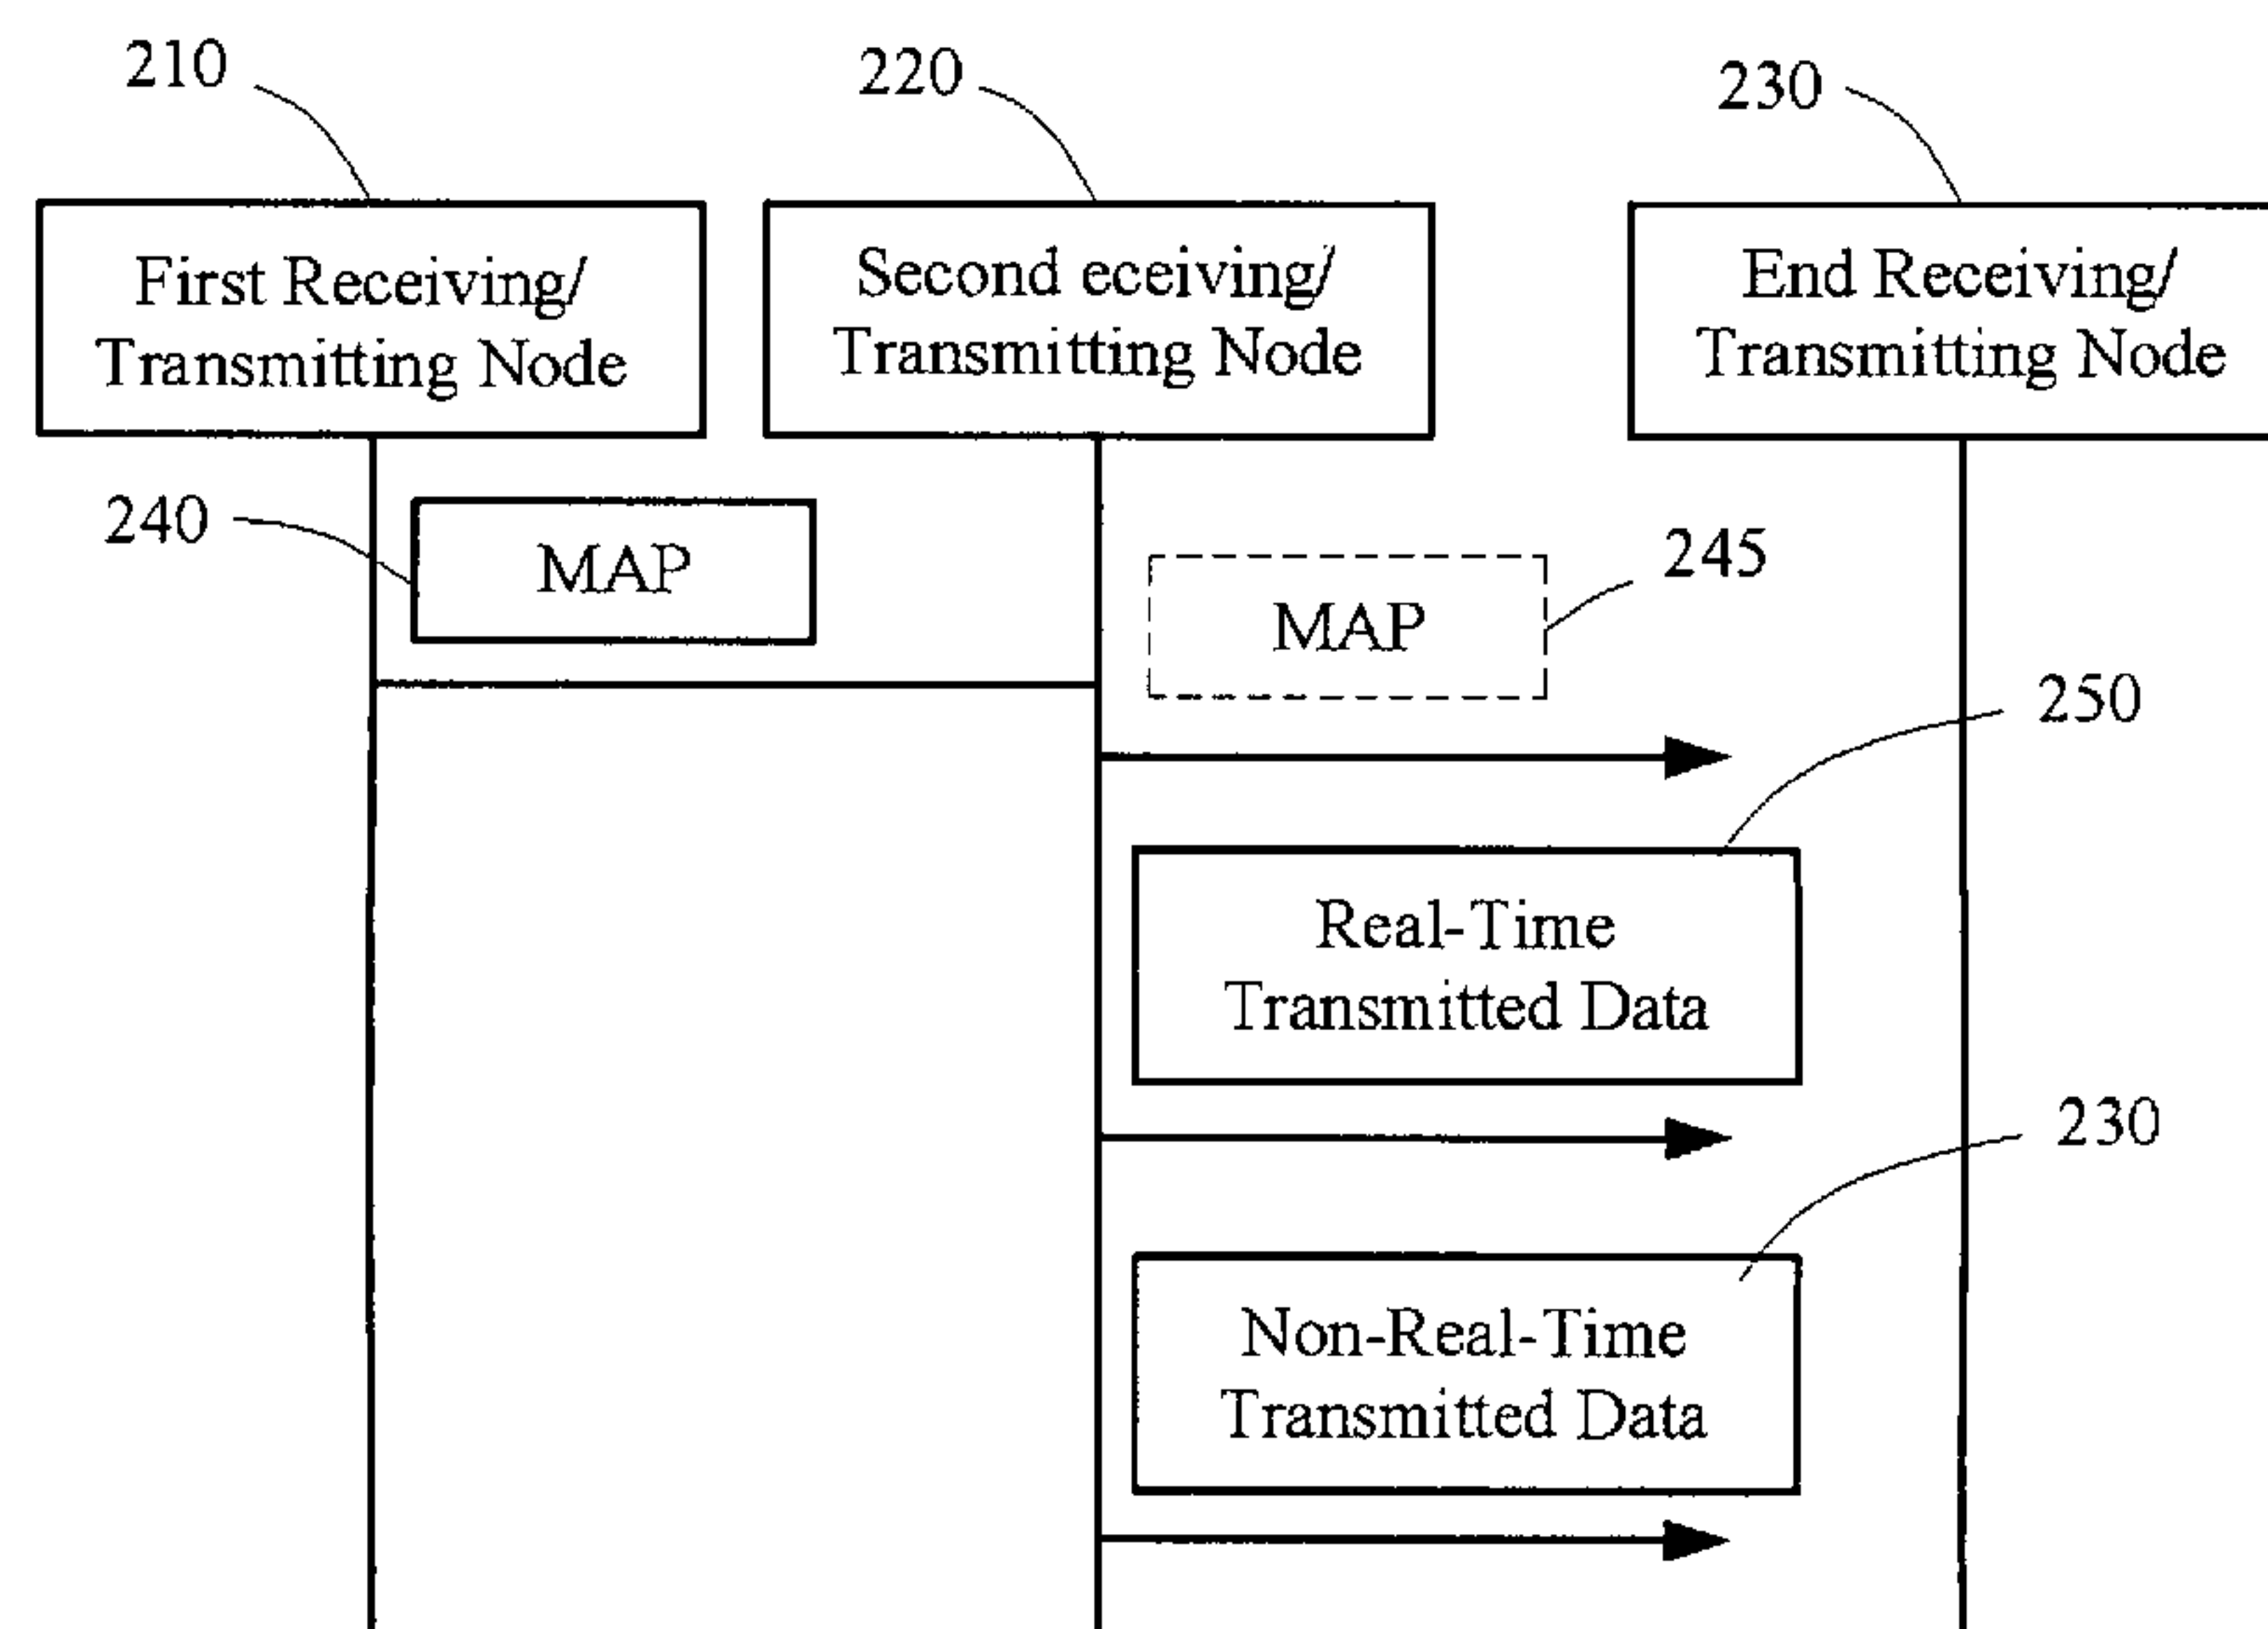 210
220
230
First Receiving/
Transmitting Node
Second eceiving/
Transmitting Node
End Receiving/
Transmitting Node
240
MAP
245
MAP
250
Real-Time
Transmitted Data
230
Non-Real-Time
Transmitted Data